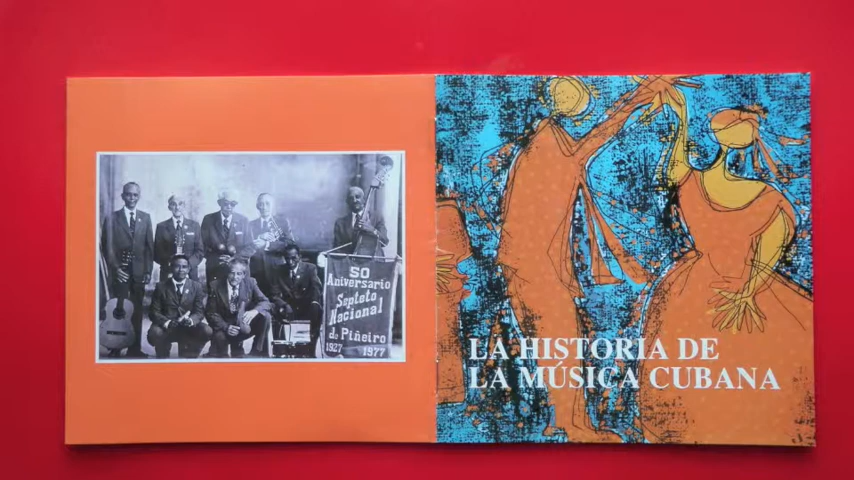 50
Aniversario
Septeto
Nacional
de Piñeiro
1927 1977
LA HISTORIA DE
LA MÚSICA CUBANA